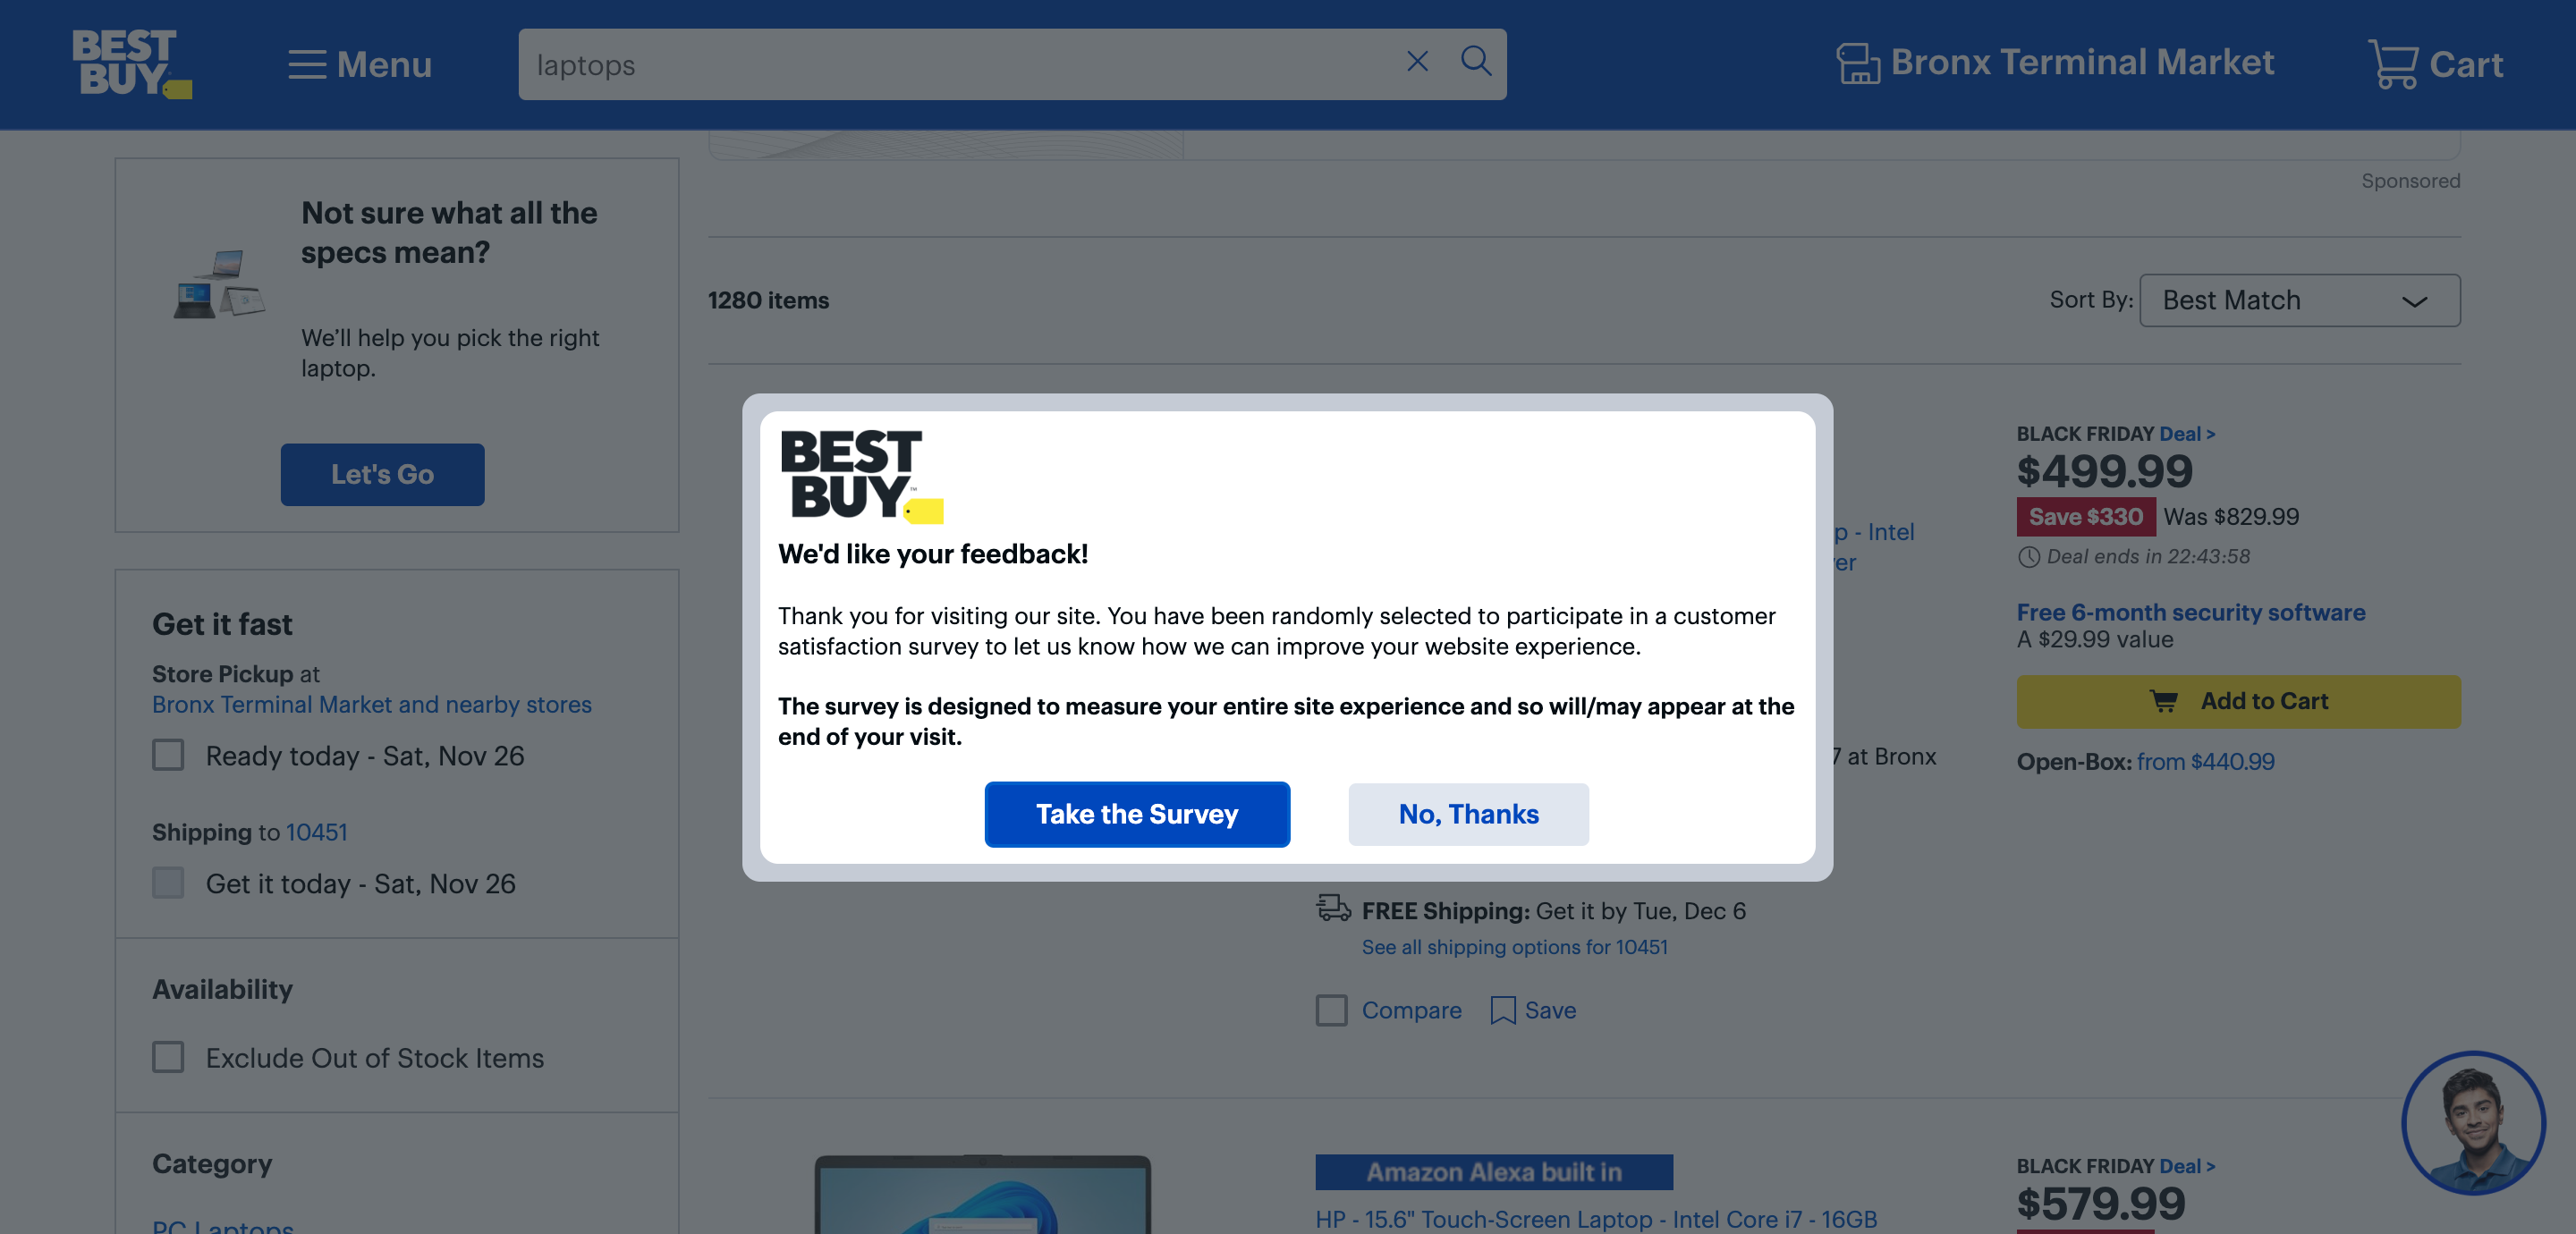 BEST
BUY
Menu
laptops
Bronx Terminal Market
Cart
Not sure what all the
specs mean?
We'll help you pick the right
laptop.
Let's Go
Get it fast
Store Pickup at
Bronx Terminal Market and nearby stores
Ready today - Sat, Nov 26
Shipping to 10451
Get it today - Sat, Nov 26
Availability
Exclude Out of Stock Items
Category
PC Laptops
Sponsored
1280 items
Sort By: Best Match
BEST
BUY™
We'd like your feedback!
Thank you for visiting our site. You have been randomly selected to participate in a customer
satisfaction survey to let us know how we can improve your website experience.
The survey is designed to measure your entire site experience and so will/may appear at the
end of your visit.
Take the Survey
No, Thanks
- Intel
7 at Bronx
FREE Shipping: Get it by Tue, Dec 6
See all shipping options for 10451
Compare
Save
BLACK FRIDAY Deal >
$499.99
Save $330 Was $829.99
Deal ends in 22:43:58
Free 6-month security software
A $29.99 value
Add to Cart
Open-Box: from $440.99
Amazon Alexa built in
HP - 15.6" Touch-Screen Laptop - Intel Core i7 - 16GB
BLACK FRIDAY Deal >
$579.99